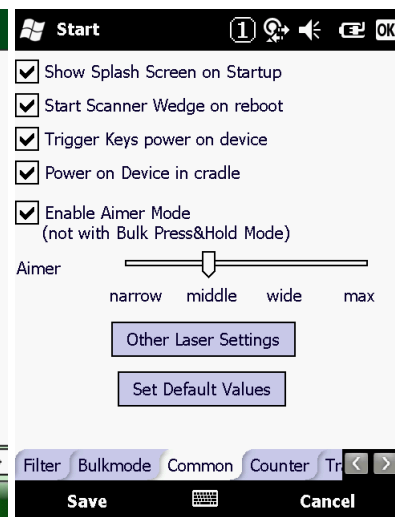 Start 1 OK
Show Splash Screen on Startup
Start Scanner Wedge on reboot
Trigger Keys power on device
Power on Device in cradle
Enable Aimer Mode
(not with Bulk Press&Hold Mode)
Aimer
narrow middle wide max
Other Laser Settings
Set Default Values
Filter Bulkmode Common Counter
Save Cancel